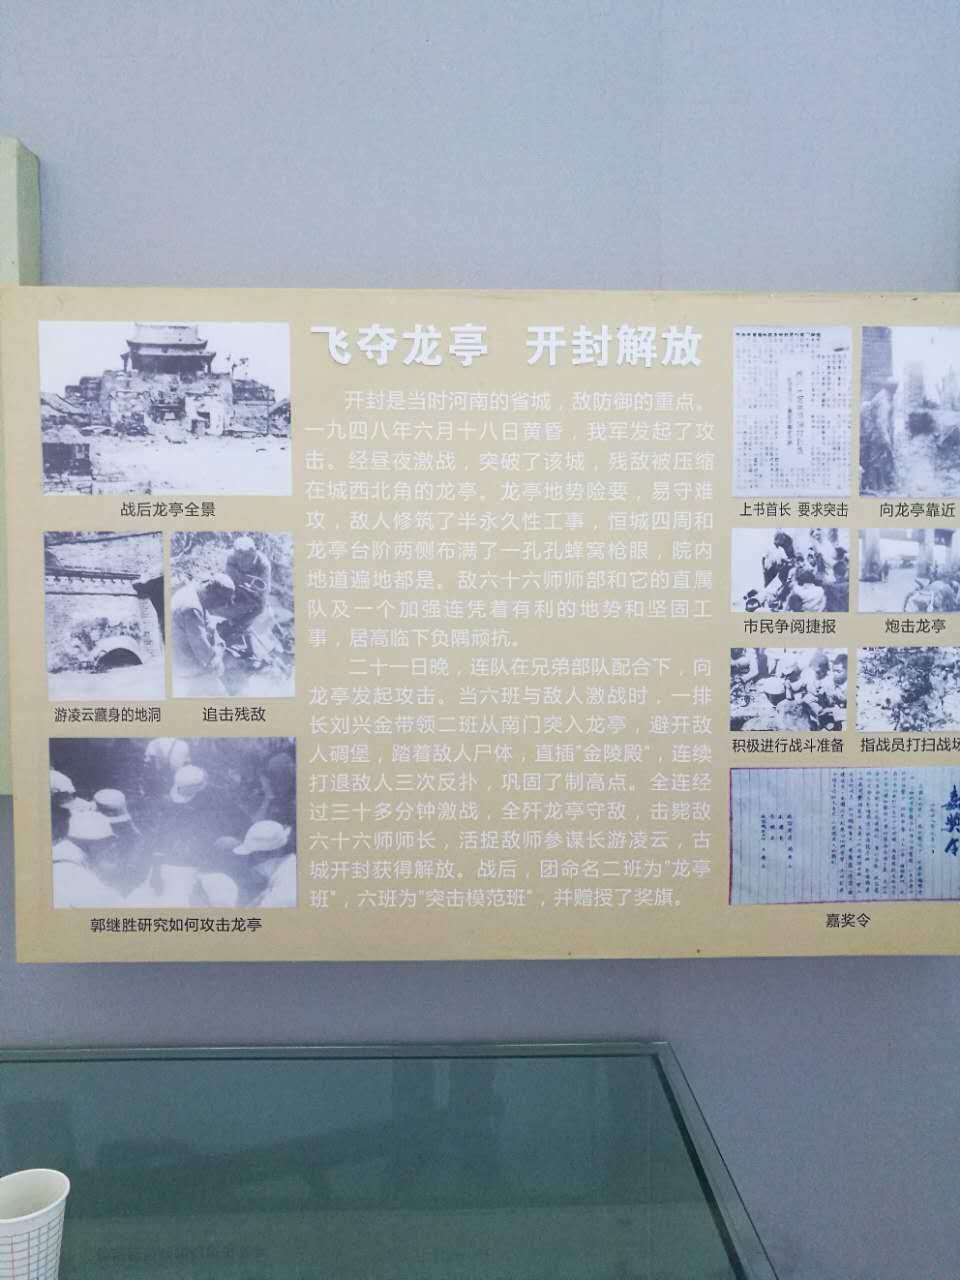 飞夺龙亭 开封解放
开封是当时河南的省城，敌防御的重点。
一九四八年六月十八日黄昏，我军发起了攻
击。经昼夜激战，突破了该城，残敌被压缩
在城西北角的龙亭。龙亭地势险要，易守难
攻，敌人修筑了半永久性工事，恒城四周和
龙亭台阶两侧布满了一孔孔蜂窝枪眼，院内
地道遍地都是。敌六十六师师部和它的直属
队及一个加强连凭着有利的地势和坚固工
事，居高临下负隅顽抗。
二十一日晚，连队在兄弟部队配合下，向
龙亭发起攻击。当六班与敌人激战时，一排
长刘兴金带领二班从南门突入龙亭，避开敌
人碉堡，踏着敌人尸体，直插"金陵殿"，连续
打退敌人三次反扑，巩固了制高点。全连经
过三十多分钟激战，全歼龙亭守敌，击毙敌
六十六师师长，活捉敌师参谋长游凌云，古
城开封获得解放。战后，团命名二班为"龙亭
班"，六班为"突击模范班"，并赠授了奖旗。
战后龙亭全景
游凌云藏身的地洞
追击残敌
郭继胜研究如何攻击龙亭
上书首长 要求突击
向龙亭靠近
市民争阅捷报
炮击龙亭
积极进行战斗准备
指战员打扫战场
嘉奖令
嘉奖令